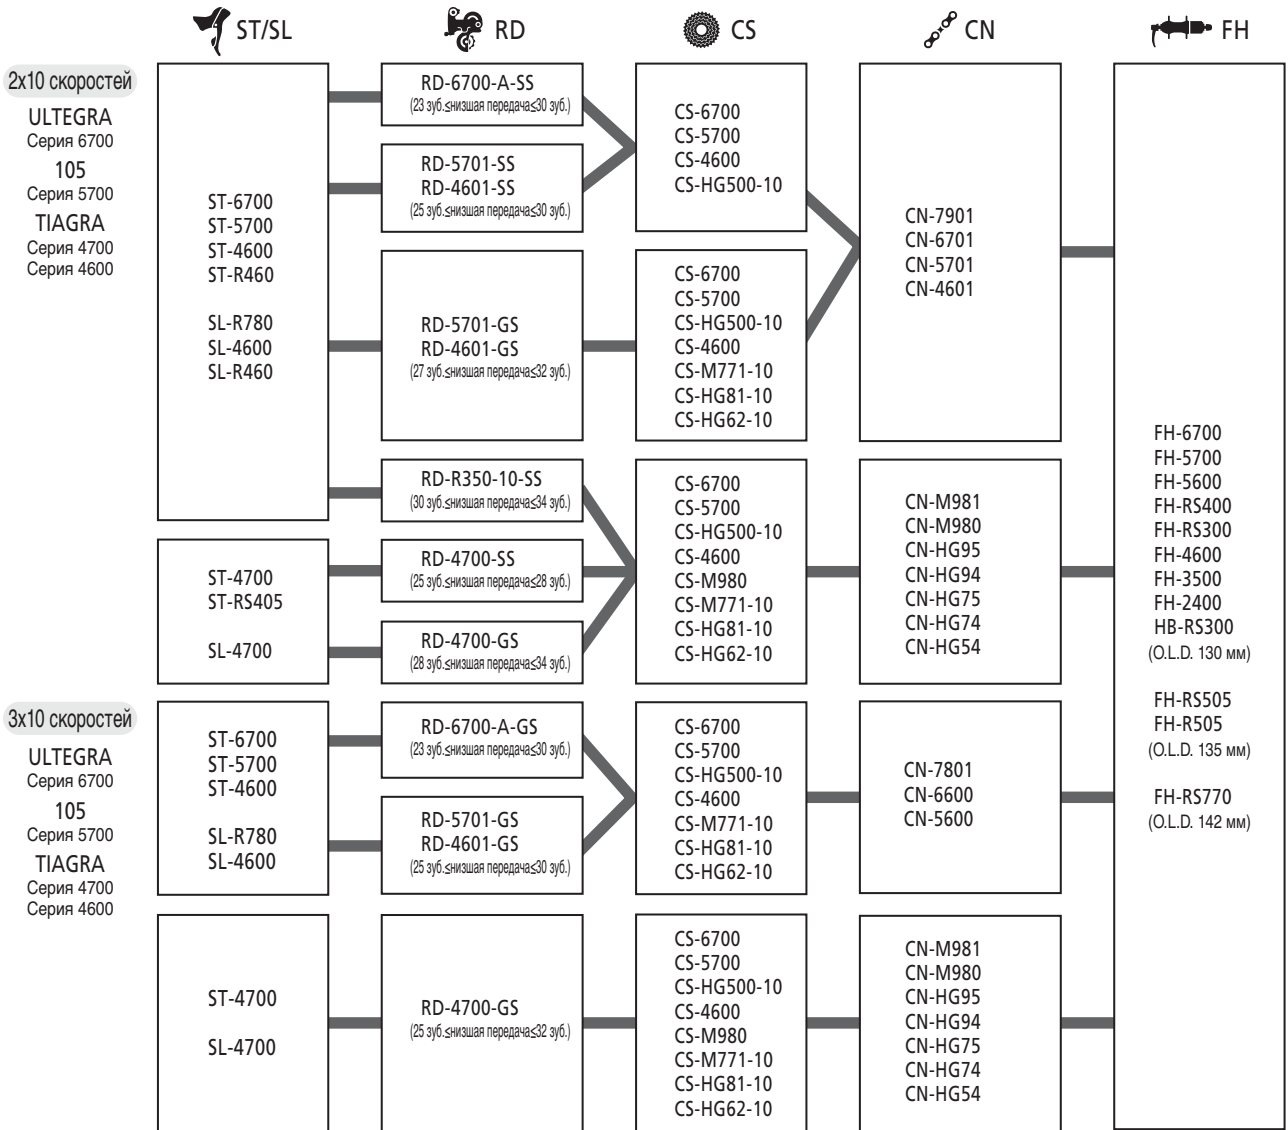 ST/SL
RD
CS
CN
FH
2x10 скоростей
ULTEGRA
Серия 6700
105
Серия 5700
TIAGRA
Серия 4700
Серия 4600
ST-6700
ST-5700
ST-4600
ST-R460
SL-R780
SL-4600
SL-R460
RD-6700-A-SS
(23 зуб.≤низшая передача≤30 зуб.)
RD-5701-SS
RD-4601-SS
(25 зуб.≤низшая передача≤30 зуб.)
RD-5701-GS
RD-4601-GS
(27 зуб.≤низшая передача≤32 зуб.)
RD-R350-10-SS
(30 зуб.≤низшая передача≤34 зуб.)
CS-6700
CS-5700
CS-4600
CS-HG500-10
CS-6700
CS-5700
CS-HG500-10
CS-4600
CS-M771-10
CS-HG81-10
CS-HG62-10
CN-7901
CN-6701
CN-5701
CN-4601
ST-4700
ST-RS405
SL-4700
RD-4700-SS
(25 зуб.≤низшая передача≤28 зуб.)
RD-4700-GS
(28 зуб.≤низшая передача≤34 зуб.)
CS-6700
CS-5700
CS-HG500-10
CS-4600
CS-M980
CS-M771-10
CS-HG81-10
CS-HG62-10
CN-M981
CN-M980
CN-HG95
CN-HG94
CN-HG75
CN-HG74
CN-HG54
FH-6700
FH-5700
FH-5600
FH-RS400
FH-RS300
FH-4600
FH-3500
FH-2400
HB-RS300
(O.L.D. 130 мм)
FH-RS505
FH-R505
(O.L.D. 135 мм)
FH-RS770
(O.L.D. 142 мм)
3x10 скоростей
ULTEGRA
Серия 6700
105
Серия 5700
TIAGRA
Серия 4700
Серия 4600
ST-6700
ST-5700
ST-4600
SL-R780
SL-4600
RD-6700-A-GS
(23 зуб.≤низшая передача≤30 зуб.)
RD-5701-GS
RD-4601-GS
(25 зуб.≤низшая передача≤30 зуб.)
CS-6700
CS-5700
CS-HG500-10
CS-4600
CS-M771-10
CS-HG81-10
CS-HG62-10
CN-7801
CN-6600
CN-5600
ST-4700
SL-4700
RD-4700-GS
(25 зуб.≤низшая передача≤32 зуб.)
CS-6700
CS-5700
CS-HG500-10
CS-4600
CS-M980
CS-M771-10
CS-HG81-10
CS-HG62-10
CN-M981
CN-M980
CN-HG95
CN-HG94
CN-HG75
CN-HG74
CN-HG54